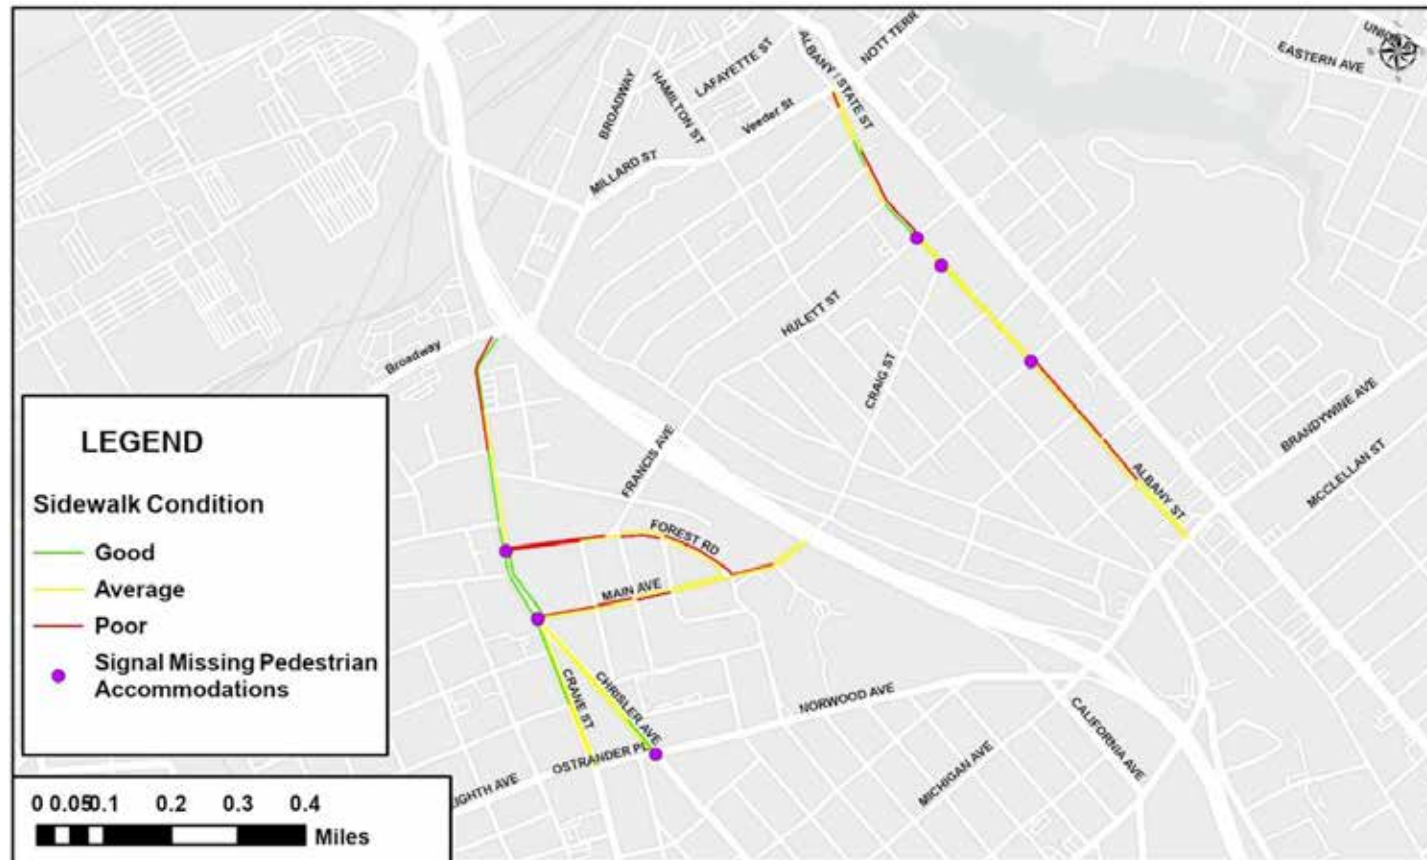 NOTT TERR
UNION
EASTERN AVE
ALBANY
STATE ST
LAFAYETTE ST
HAMILTON ST
BROADWAY
Veeder St
MILLARD ST
HULETT ST
CRAIG ST
Broadway
BRANDYWINE AVE
MCCLELLAN ST
ALBANY ST
FRANCIS AVE
FOREST RD
MAIN AVE
CRANE ST
CHRISLER AVE
NORWOOD AVE
OSTRANDER PL
IGHTH AVE
MICHIGAN AVE
CALIFORNIA AVE
LEGEND
Sidewalk Condition
Good
Average
Poor
Signal Missing Pedestrian
Accommodations
0 0.050.1 0.2 0.3 0.4
Miles